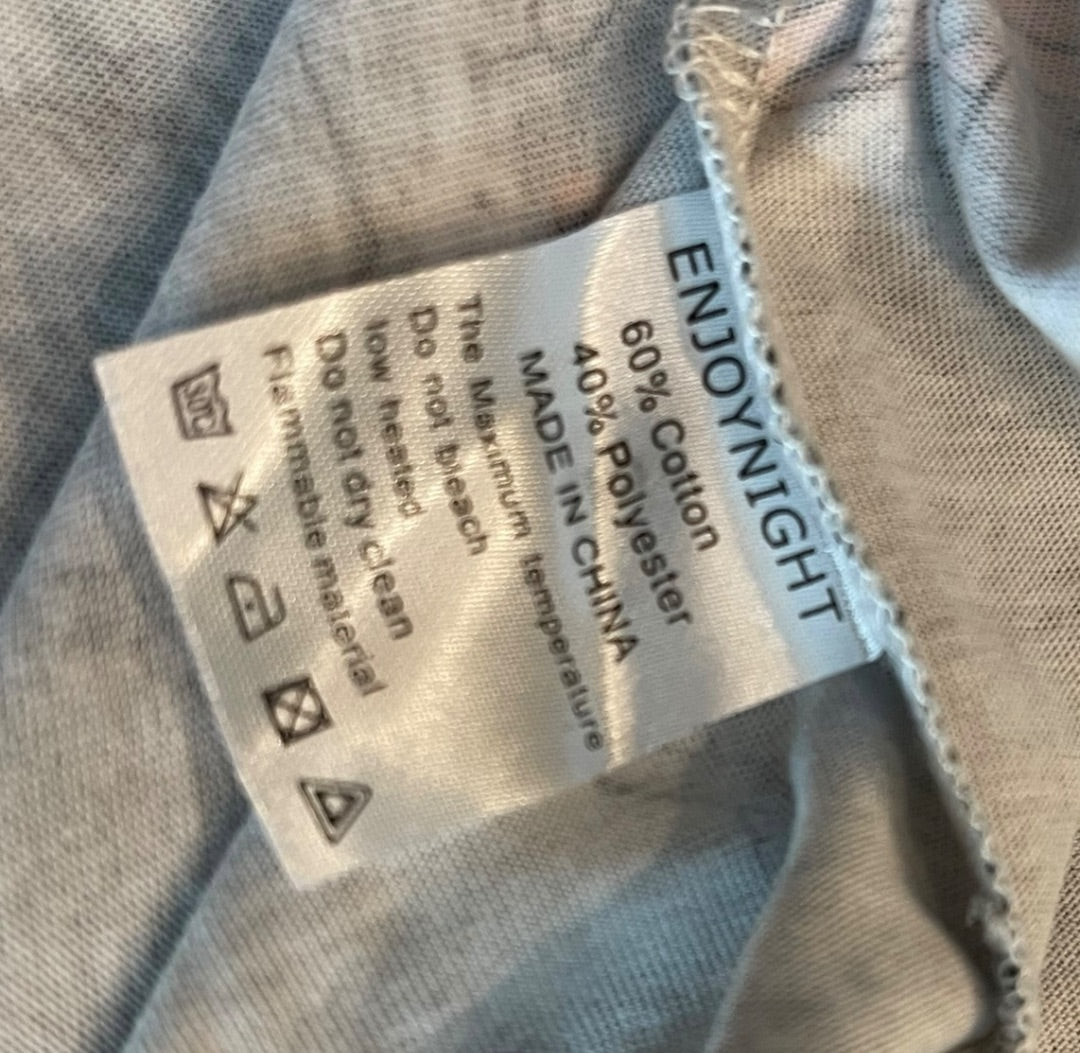 ENJOYNIGHT
60% Cotton
40% Polyester
MADE IN CHINA
The Maximum temperature
Do not bleach
low heated
Do not dry clean
Flammable material